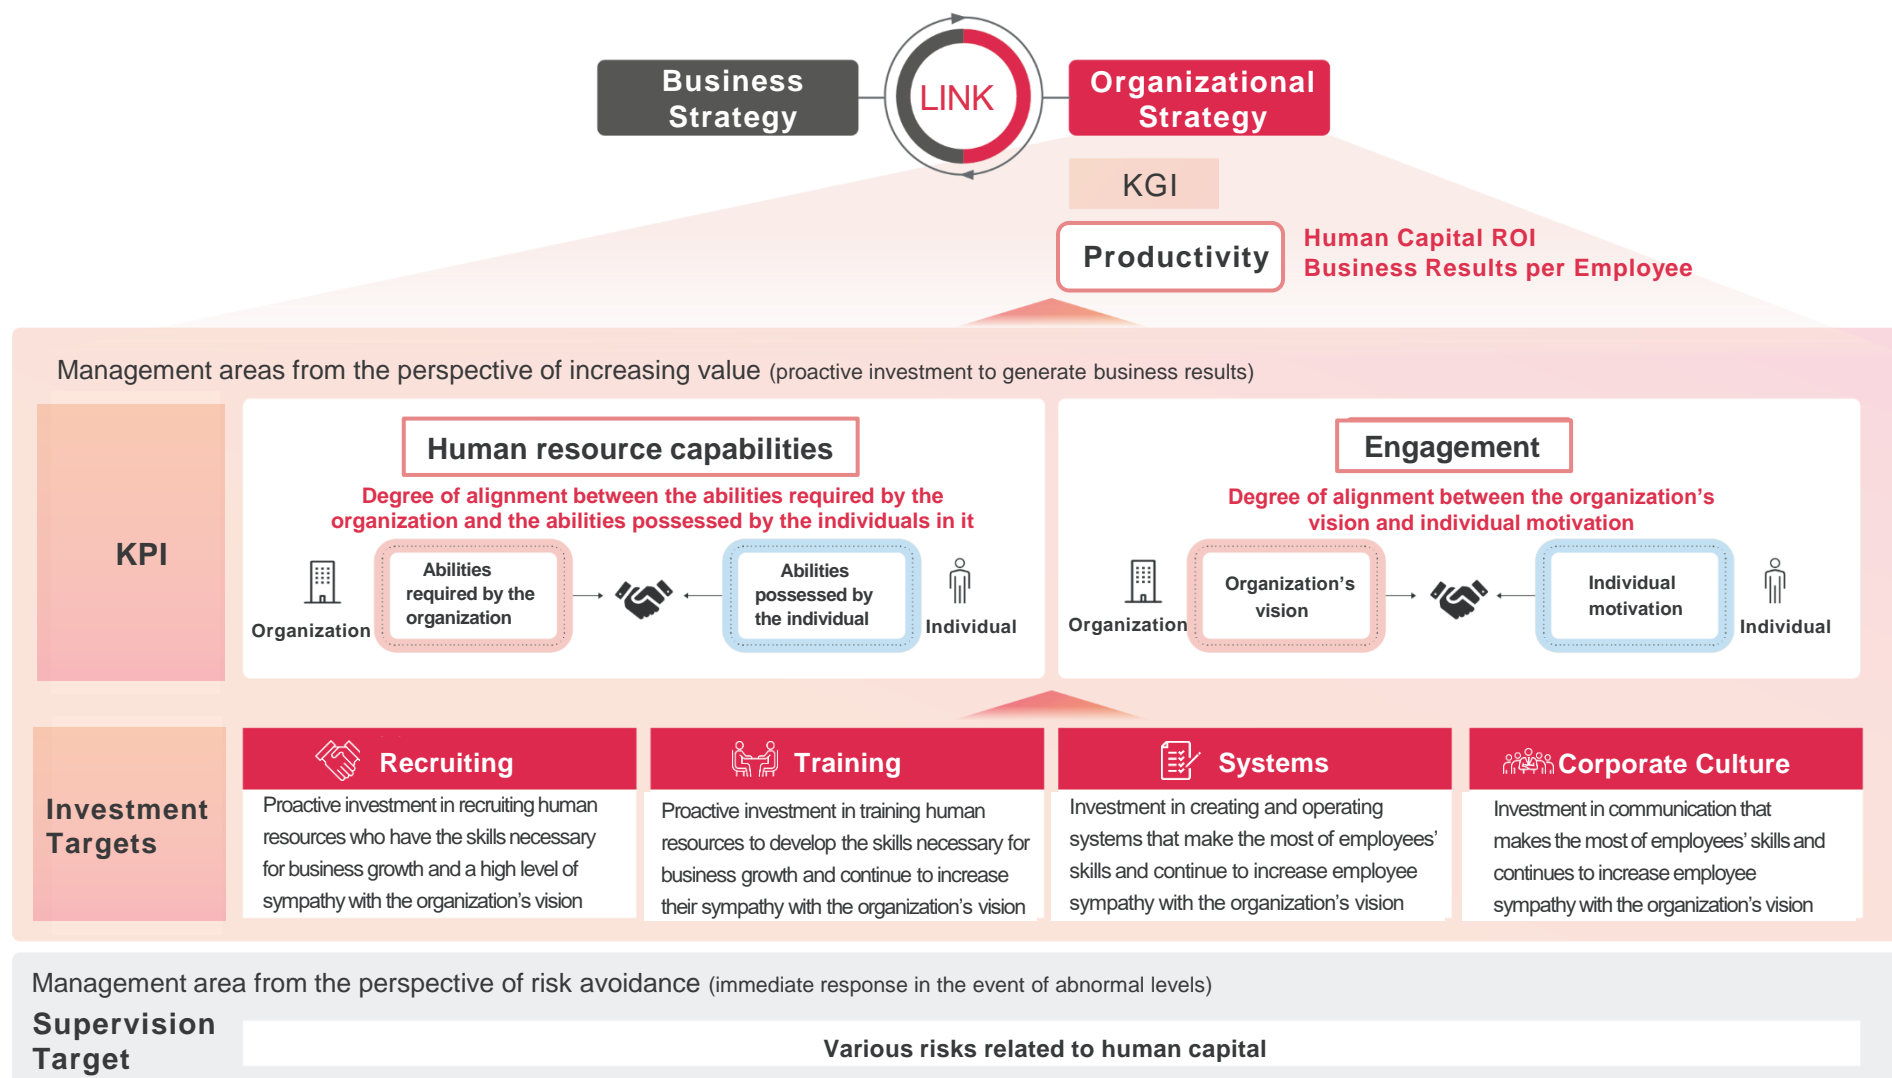 Business
Strategy
LINK
Organizational
Strategy
KGI
Productivity
Human Capital ROI
Business Results per Employee
Management areas from the perspective of increasing value (proactive investment to generate business results)
KPI
Human resource capabilities
Degree of alignment between the abilities required by the
organization and the abilities possessed by the individuals in it
Organization
Abilities
required by the
organization
Abilities
possessed by
the individual
Individual
Engagement
Degree of alignment between the organization’s
vision and individual motivation
Organization
Organization’s
vision
Individual
motivation
Individual
Investment
Targets
Recruiting
Proactive investment in recruiting human
resources who have the skills necessary
for business growth and a high level of
sympathy with the organization’s vision
Training
Proactive investment in training human
resources to develop the skills necessary for
business growth and continue to increase
their sympathy with the organization’s vision
Systems
Investment in creating and operating
systems that make the most of employees’
skills and continue to increase employee
sympathy with the organization’s vision
Corporate Culture
Investment in communication that
makes the most of employees’ skills and
continues to increase employee
sympathy with the organization’s vision
Management area from the perspective of risk avoidance (immediate response in the event of abnormal levels)
Supervision
Target
Various risks related to human capital